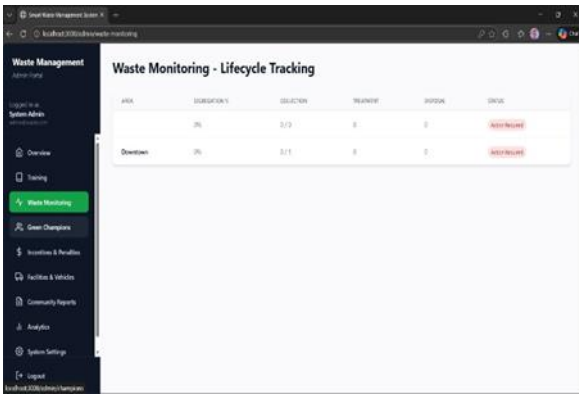 Smart Waste Management System
localhost:3000/admin/waste-monitoring
Waste Management
Admin Portal
Logged in as
System Admin
Waste Monitoring - Lifecycle Tracking
AREA SEGREGATION % COLLECTION TREATMENT DISPOSAL STATUS
0% 0 / 3 0 0 Action Required
Downtown 0% 0 / 1 0 0 Action Required
Overview
Training
Waste Monitoring
Green Champions
Incentives & Penalties
Facilities & Vehicles
Community Reports
Analytics
System Settings
Logout
localhost:3000/admin/champions